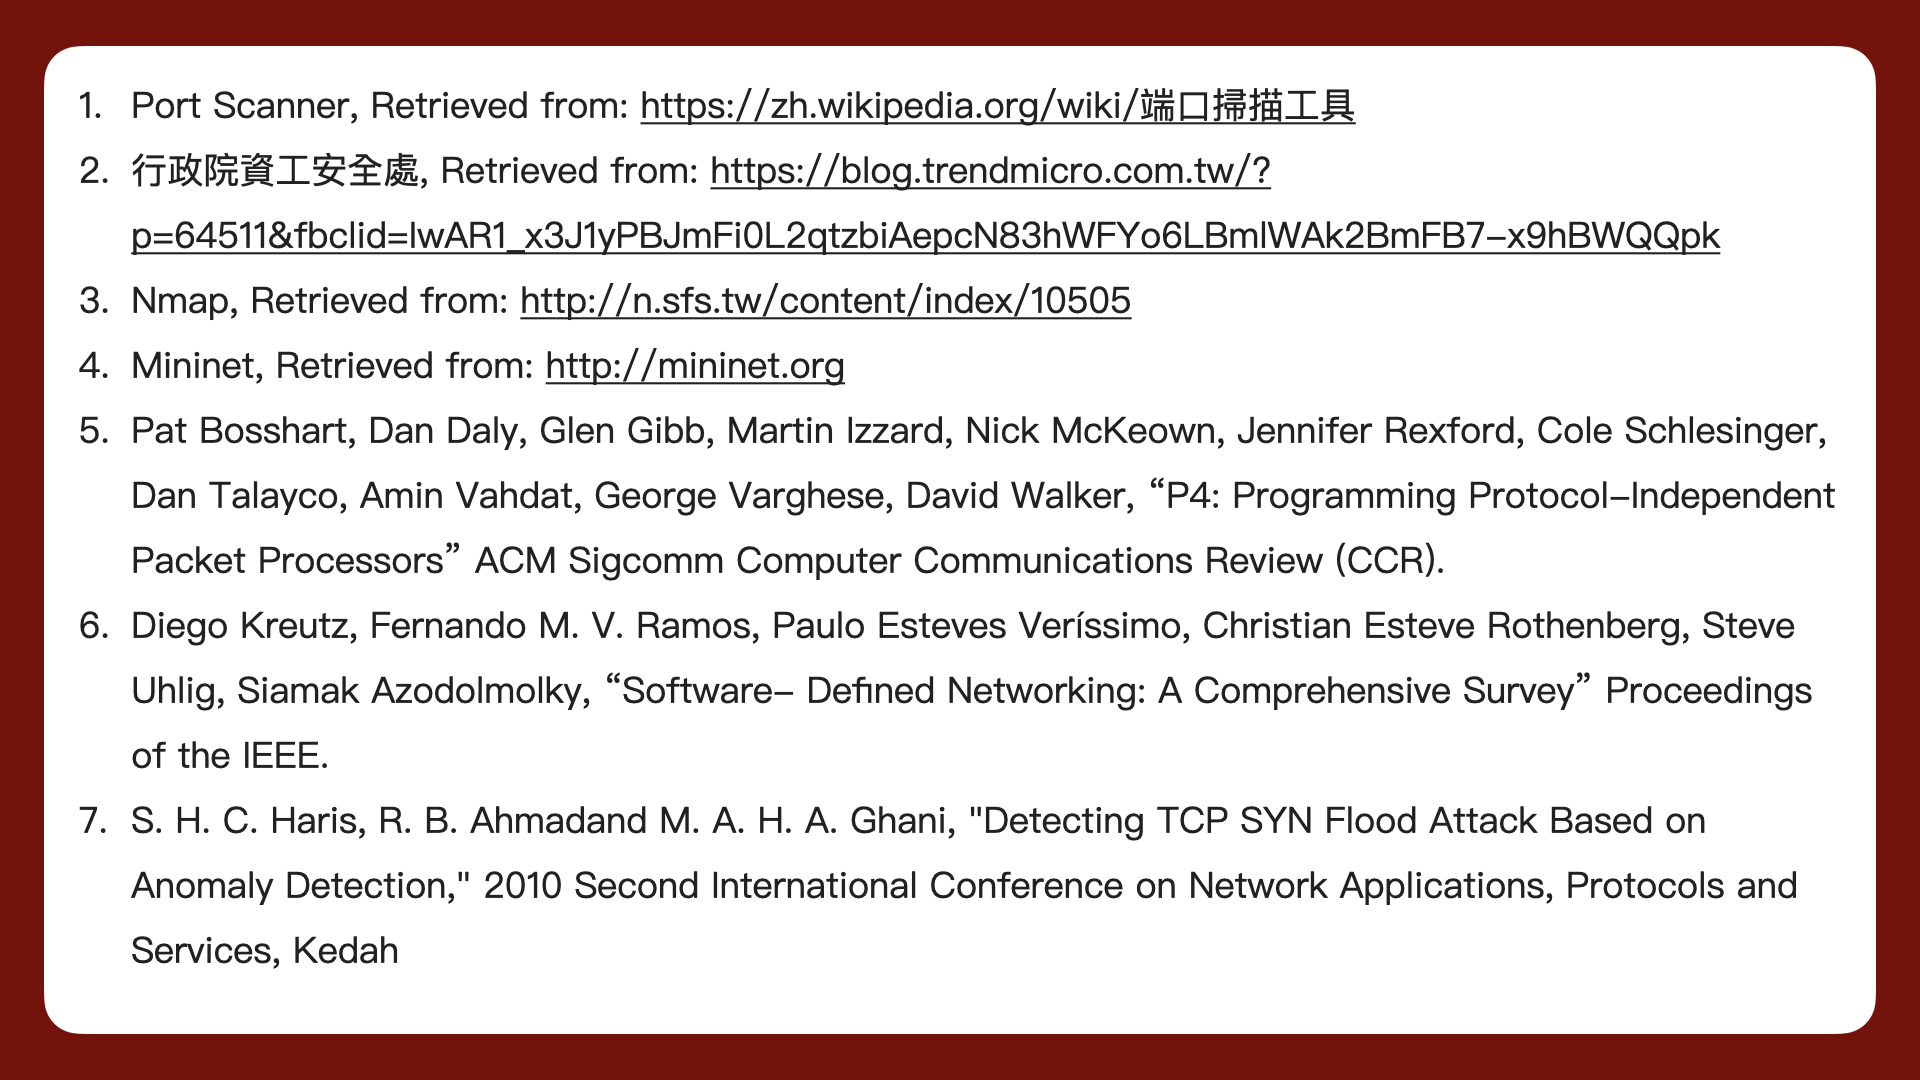 1. Port Scanner, Retrieved from: https://zh.wikipedia.org/wiki/端口掃描工具
2. 行政院資工安全處, Retrieved from: https://blog.trendmicro.com.tw/?
p=64511&fbclid=IwAR1_x3J1yPBJmFi0L2qtzbiAepcN83hWFYo6LBmlWAk2BmFB7-x9hBWQQpk
3. Nmap, Retrieved from: http://n.sfs.tw/content/index/10505
4. Mininet, Retrieved from: http://mininet.org
5. Pat Bosshart, Dan Daly, Glen Gibb, Martin Izzard, Nick McKeown, Jennifer Rexford, Cole Schlesinger,
Dan Talayco, Amin Vahdat, George Varghese, David Walker, “P4: Programming Protocol-Independent
Packet Processors” ACM Sigcomm Computer Communications Review (CCR).
6. Diego Kreutz, Fernando M. V. Ramos, Paulo Esteves Veríssimo, Christian Esteve Rothenberg, Steve
Uhlig, Siamak Azodolmolky, “Software- Defined Networking: A Comprehensive Survey” Proceedings
of the IEEE.
7. S. H. C. Haris, R. B. Ahmadand M. A. H. A. Ghani, "Detecting TCP SYN Flood Attack Based on
Anomaly Detection," 2010 Second International Conference on Network Applications, Protocols and
Services, Kedah